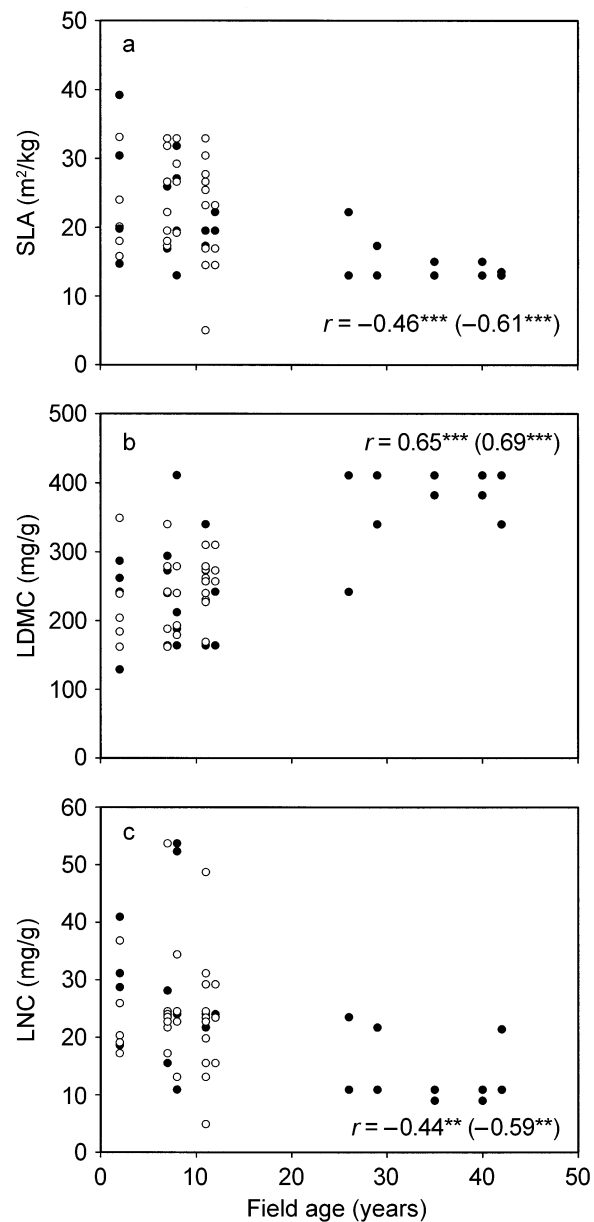 50
a
40
30
20
10
0
SLA (m²/kg)
r = −0.46*** (−0.61***)
500
b
r = 0.65*** (0.69***)
400
300
200
100
0
LDMC (mg/g)
60
c
50
40
30
20
10
0
LNC (mg/g)
r = −0.44** (−0.59**)
0 10 20 30 40 50
Field age (years)